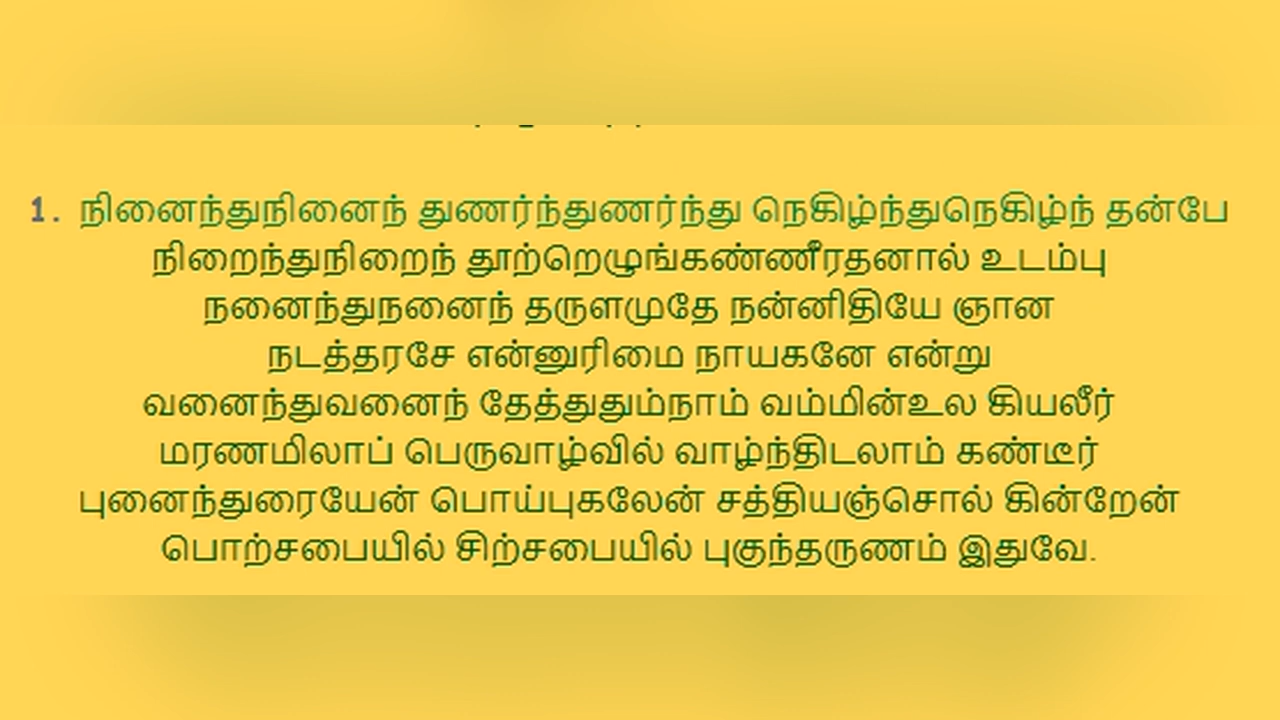 1. நினைந்துநினைந் துணர்ந்துணர்ந்து நெகிழ்ந்துநெகிழ்ந் தன்பே
நிறைந்துநிறைந் தூற்றெழுங்கண்ணீரதனால் உடம்பு
நனைந்துநனைந் தருளமுதே நன்னிதியே ஞான
நடத்தரசே என்னுரிமை நாயகனே என்று
வனைந்துவனைந் தேத்துதும்நாம் வம்மின்உல கியலீர்
மரணமிலாப் பெருவாழ்வில் வாழ்ந்திடலாம் கண்டீர்
புனைந்துரையேன் பொய்புகலேன் சத்தியஞ்சொல் கின்றேன்
பொற்சபையில் சிற்சபையில் புகுந்தருணம் இதுவே.